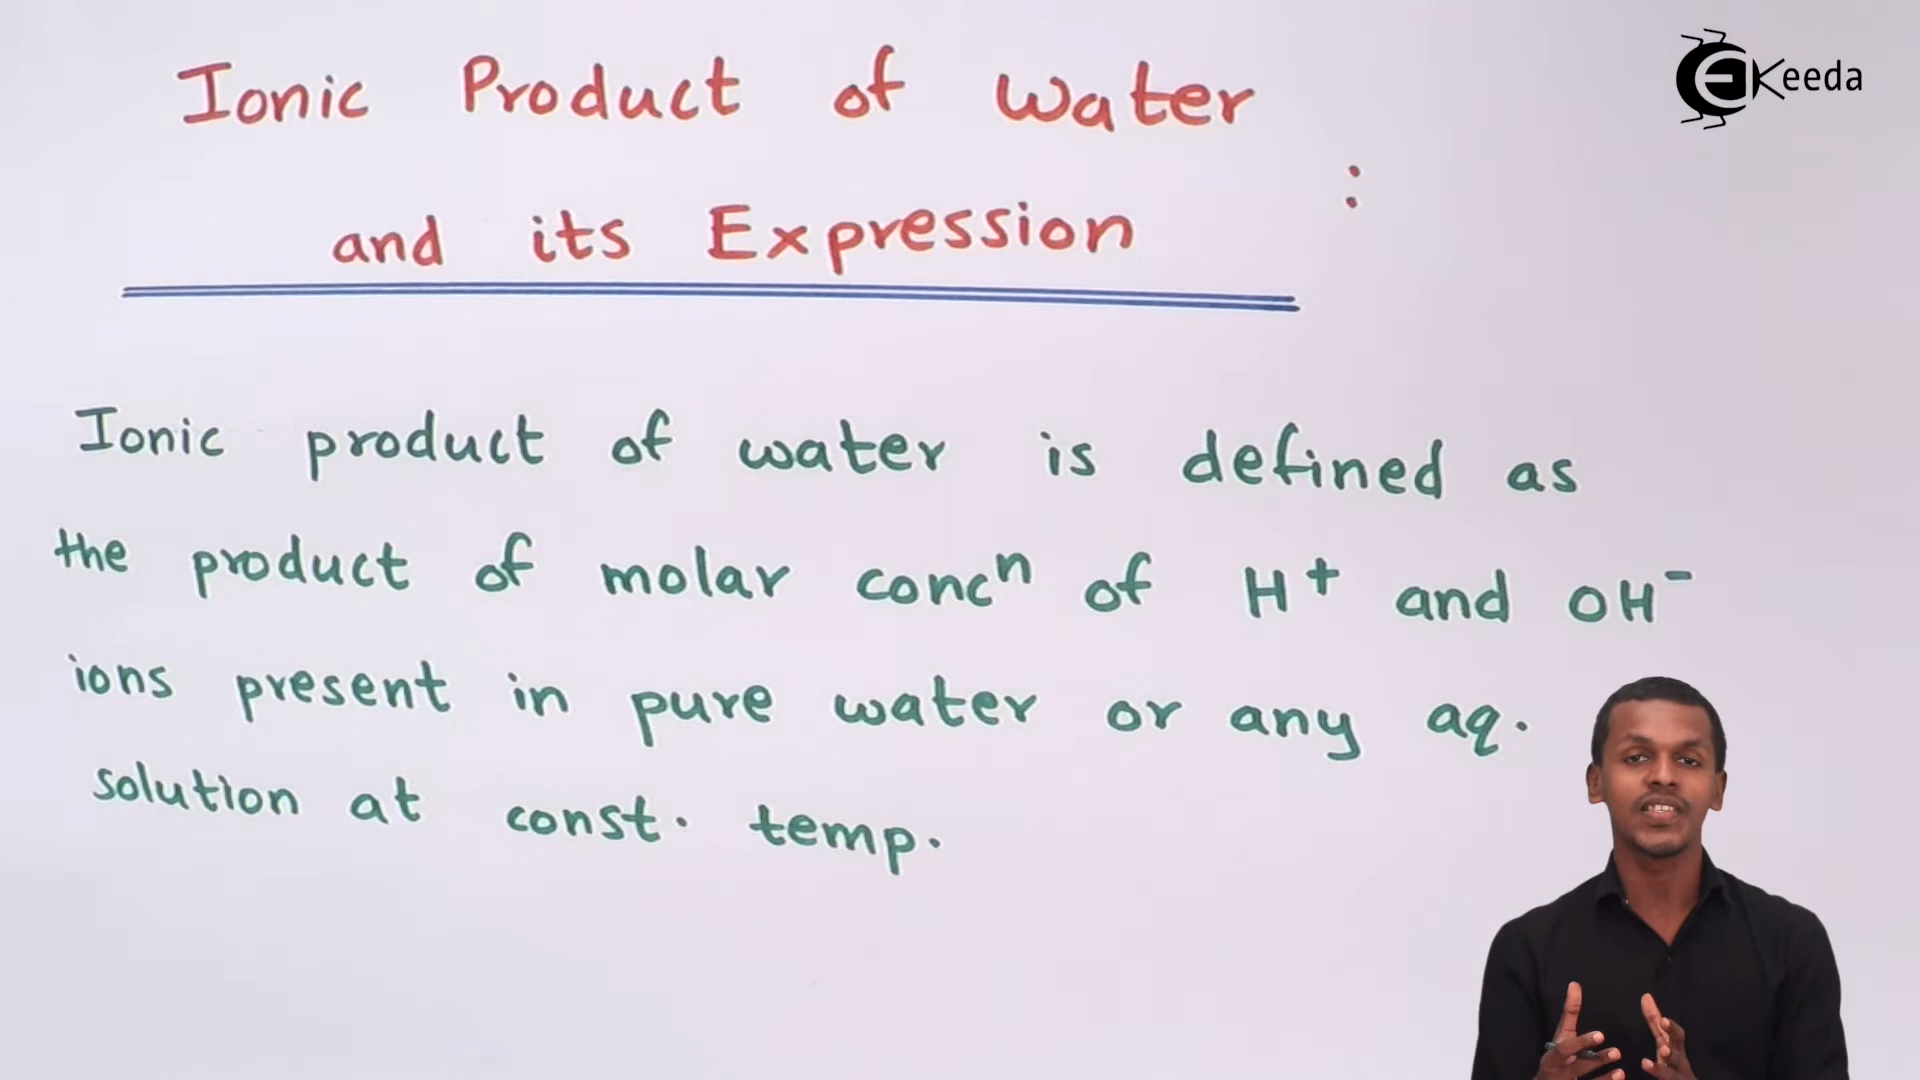 Ionic Product of Water
and its Expression :
EKeeda
Ionic product of water is defined as
the product of molar concⁿ of H⁺ and OH⁻
ions present in pure water or any aq.
solution at const. temp.